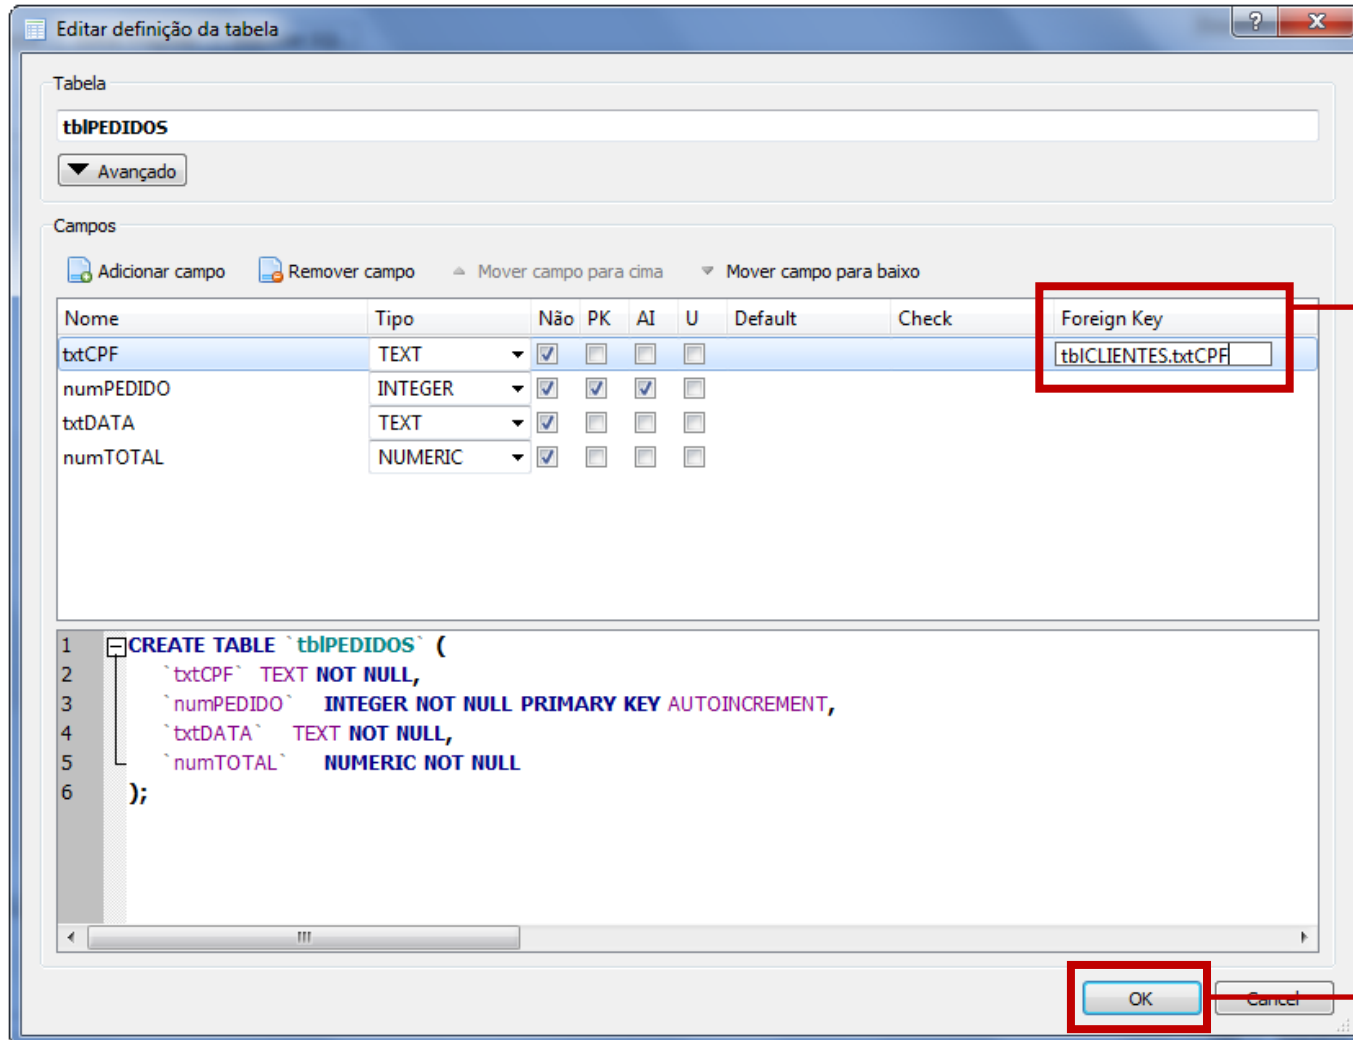 Editar definição da tabela
?
X
Tabela
tblPEDIDOS
Avançado
Campos
Adicionar campo Remover campo Mover campo para cima Mover campo para baixo
Nome Tipo Não PK AI U Default Check Foreign Key
txtCPF TEXT tblCLIENTES.txtCPF
numPEDIDO INTEGER
txtDATA TEXT
numTOTAL NUMERIC
1 CREATE TABLE `tblPEDIDOS` (
2 `txtCPF` TEXT NOT NULL,
3 `numPEDIDO` INTEGER NOT NULL PRIMARY KEY AUTOINCREMENT,
4 `txtDATA` TEXT NOT NULL,
5 `numTOTAL` NUMERIC NOT NULL
6 );
OK Cancel